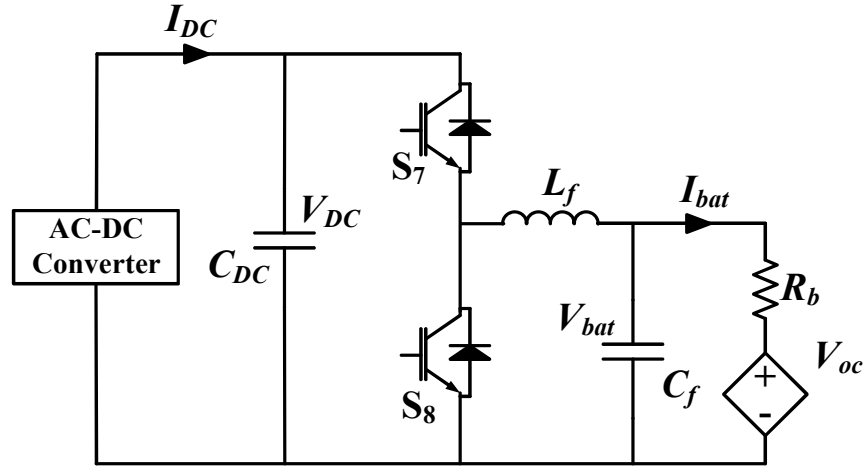 I_DC
S_7
L_f
I_bat
AC-DC
Converter
V_DC
C_DC
R_b
V_bat
V_oc
C_f
+
-
S_8